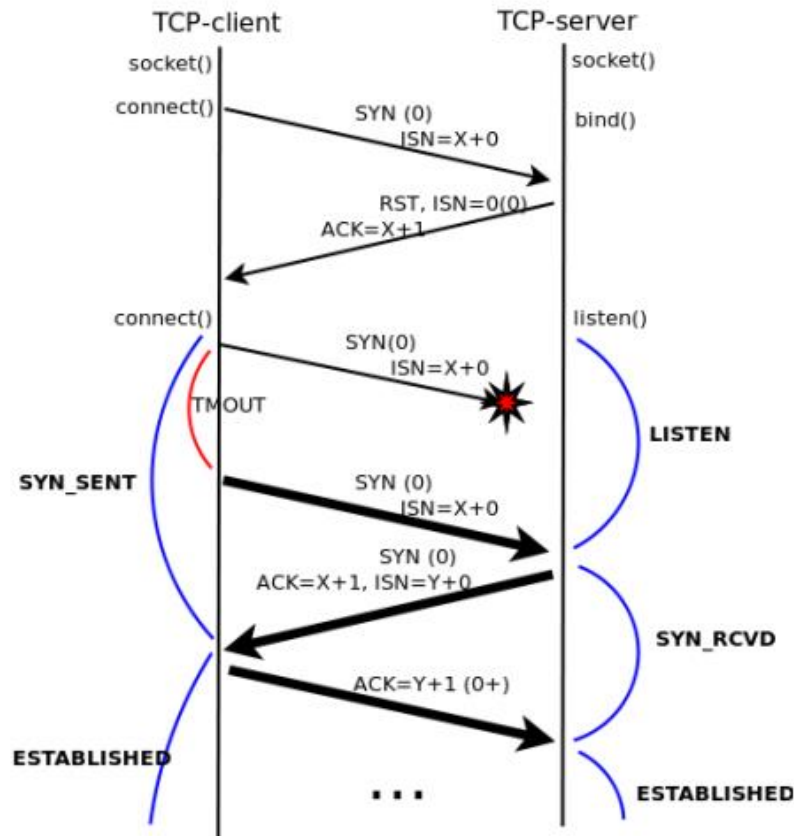 TCP-client
TCP-server
socket()
socket()
connect()
SYN (0)
bind()
ISN=X+0
RST, ISN=0(0)
ACK=X+1
connect()
listen()
SYN(0)
ISN=X+0
TMOUT
LISTEN
SYN_SENT
SYN (0)
ISN=X+0
SYN (0)
ACK=X+1, ISN=Y+0
SYN_RCVD
ACK=Y+1 (0+)
ESTABLISHED
...
ESTABLISHED